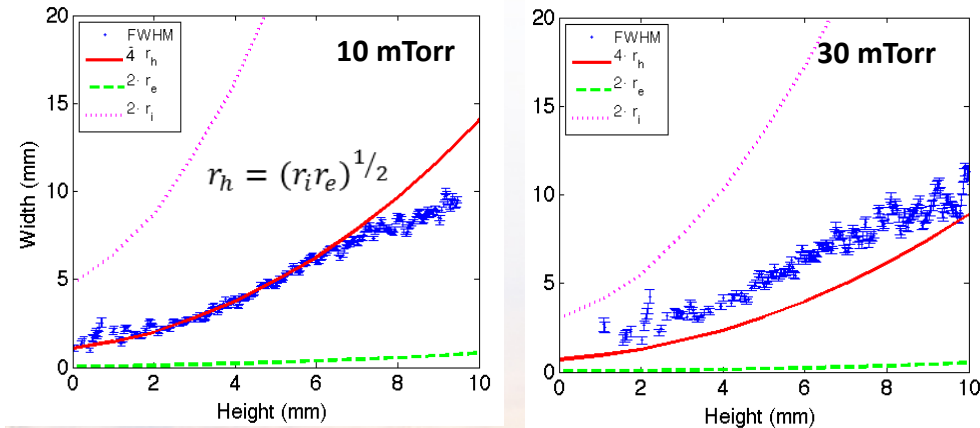 20
15
10
5
0
0
2
4
6
8
10
Width (mm)
Height (mm)
FWHM
4· r_h
2· r_e
2· r_i
10 mTorr
r_h = (r_i r_e)^{1/2}
20
15
10
5
0
0
2
4
6
8
10
Height (mm)
FWHM
4· r_h
2· r_e
2· r_i
30 mTorr